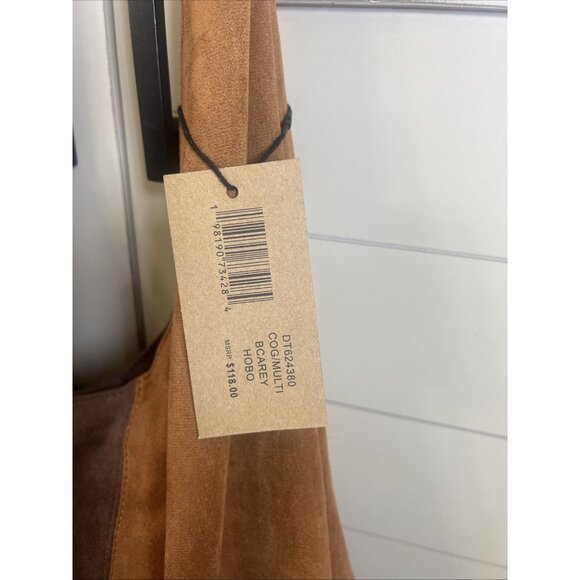 1 98190 73428 4
DT624380
COG/MULTI
BCAREY
HOBO
MSRP $118.00